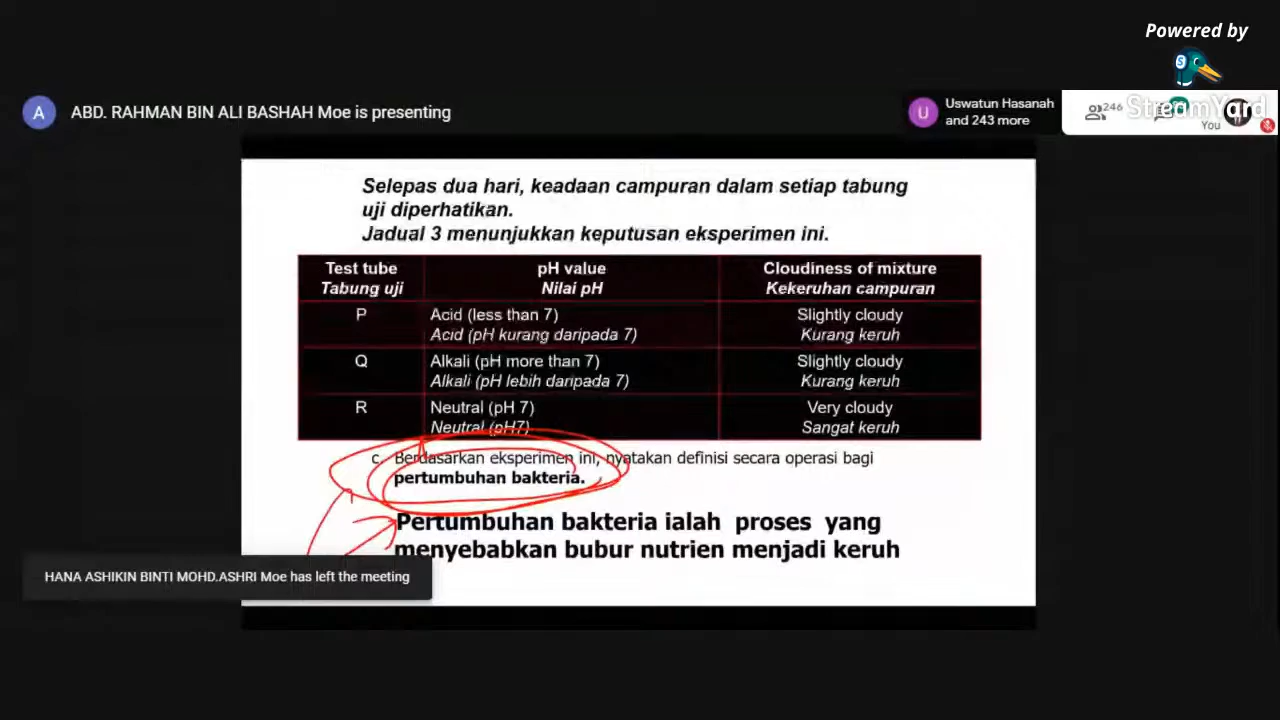 Powered by
S
StreamYard
A
ABD. RAHMAN BIN ALI BASHAH Moe is presenting
U
Uswatun Hasanah
and 243 more
246
You
Selepas dua hari, keadaan campuran dalam setiap tabung
uji diperhatikan.
Jadual 3 menunjukkan keputusan eksperimen ini.
Test tube
Tabung uji
pH value
Nilai pH
Cloudiness of mixture
Kekeruhan campuran
P
Acid (less than 7)
Acid (pH kurang daripada 7)
Slightly cloudy
Kurang keruh
Q
Alkali (pH more than 7)
Alkali (pH lebih daripada 7)
Slightly cloudy
Kurang keruh
R
Neutral (pH 7)
Neutral (pH7)
Very cloudy
Sangat keruh
c. Berdasarkan eksperimen ini, nyatakan definisi secara operasi bagi
pertumbuhan bakteria.
Pertumbuhan bakteria ialah proses yang
menyebabkan bubur nutrien menjadi keruh
HANA ASHIKIN BINTI MOHD.ASHRI Moe has left the meeting